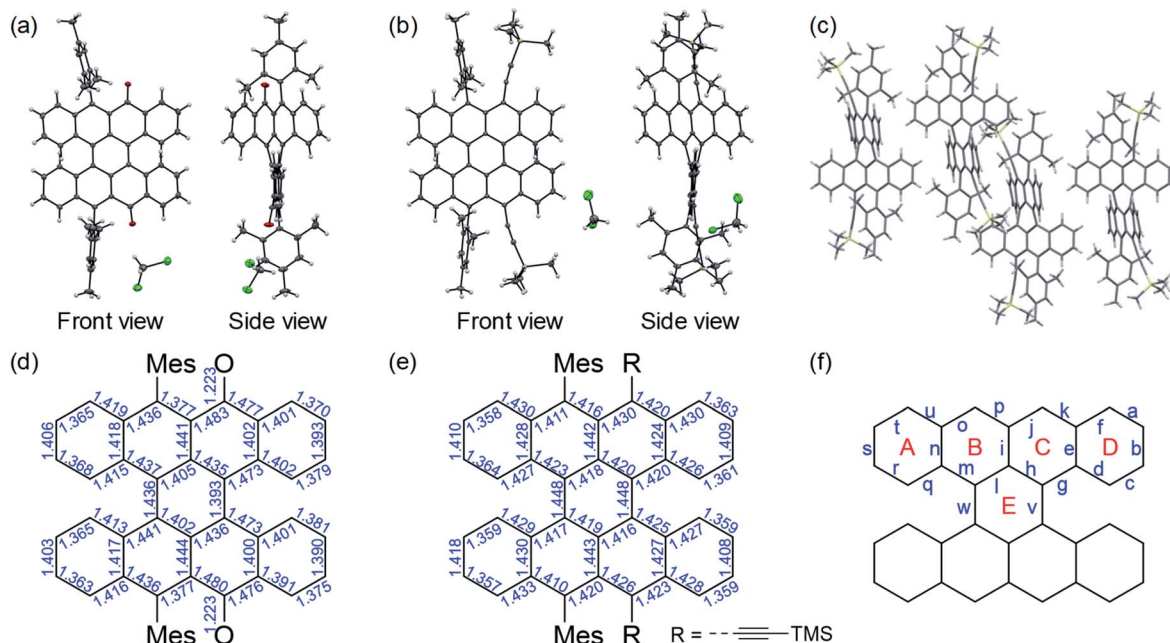 (a)
Front view
Side view
(b)
Front view
Side view
(c)
(d)
Mes O
1.223
1.419 1.377 1.477 1.370
1.365 1.436 1.483 1.401
1.406 1.418 1.441 1.402 1.393
1.368 1.437 1.435 1.402
1.415 1.405 1.473 1.379
1.436 1.393
1.413 1.402 1.473 1.381
1.365 1.441 1.436 1.401
1.403 1.417 1.444 1.400 1.390
1.363 1.436 1.480 1.391
1.416 1.377 1.476 1.375
1.223
Mes O
(e)
Mes R
1.430 1.416 1.420 1.363
1.358 1.411 1.430 1.430
1.410 1.428 1.442 1.424 1.409
1.364 1.423 1.420 1.426
1.427 1.418 1.420 1.361
1.448 1.448
1.429 1.419 1.425 1.359
1.359 1.417 1.416 1.427
1.418 1.430 1.443 1.427 1.408
1.357 1.410 1.426 1.428
1.433 1.420 1.423 1.359
Mes R
R = TMS
(f)
u p k a
t o j f
s A n B i C e D b
r m h d
q l g c
w E v